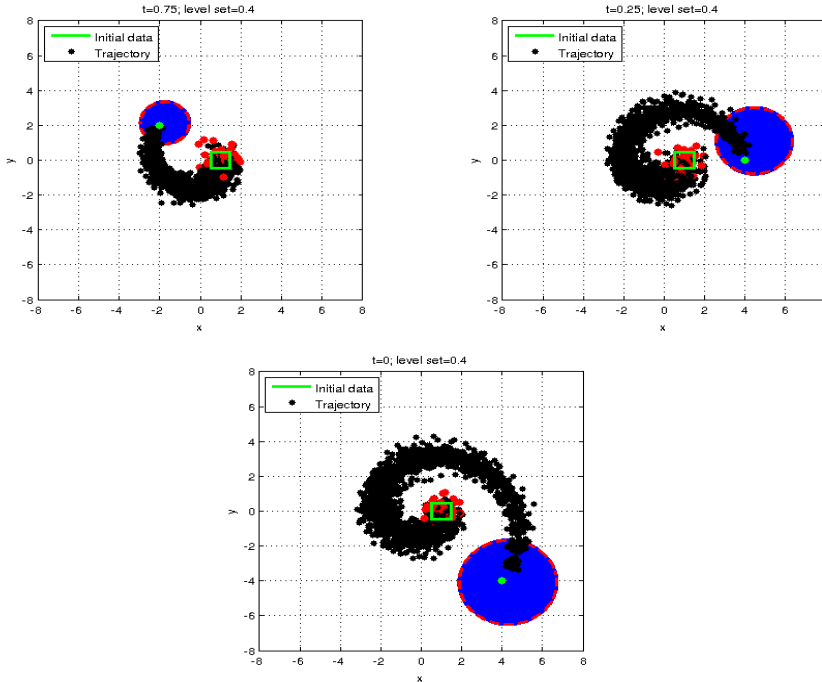 t=0.75; level set=0.4
8
6
4
2
0
-2
-4
-6
-8
y
Initial data
Trajectory
-8 -6 -4 -2 0 2 4 6 8
x
t=0.25; level set=0.4
8
6
4
2
0
-2
-4
-6
-8
y
Initial data
Trajectory
-8 -6 -4 -2 0 2 4 6
x
t=0; level set=0.4
8
6
4
2
0
-2
-4
-6
-8
y
Initial data
Trajectory
-8 -6 -4 -2 0 2 4 6 8
x